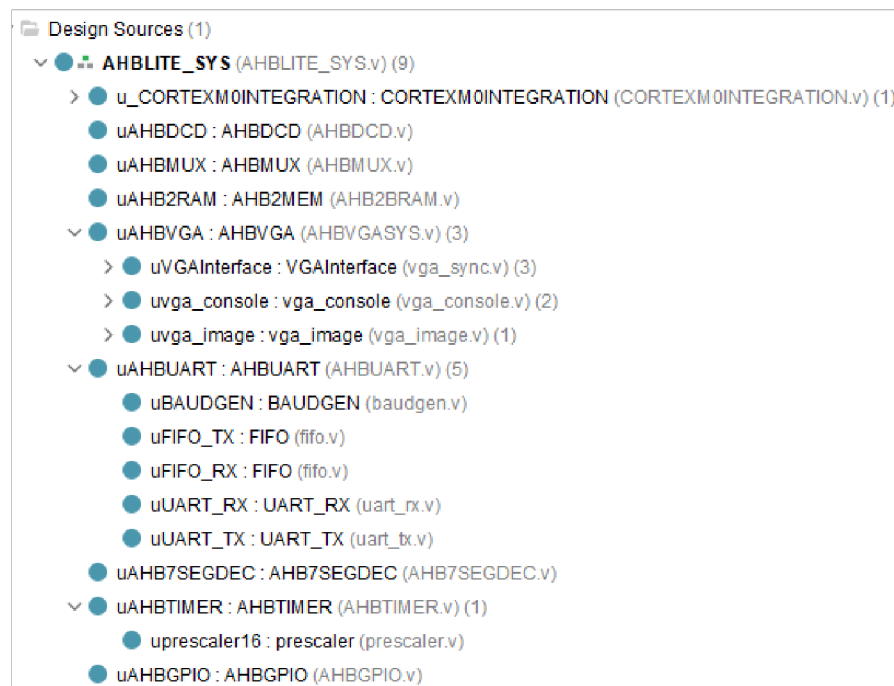 Design Sources (1)
AHBLITE_SYS (AHBLITE_SYS.v) (9)
u_CORTEXM0INTEGRATION : CORTEXM0INTEGRATION (CORTEXM0INTEGRATION.v) (1)
uAHBDCD : AHBDCD (AHBDCD.v)
uAHBMUX : AHBMUX (AHBMUX.v)
uAHB2RAM : AHB2MEM (AHB2BRAM.v)
uAHBVGA : AHBVGA (AHBVGASYS.v) (3)
uVGAInterface : VGAInterface (vga_sync.v) (3)
uvga_console : vga_console (vga_console.v) (2)
uvga_image : vga_image (vga_image.v) (1)
uAHBUART : AHBUART (AHBUART.v) (5)
uBAUDGEN : BAUDGEN (baudgen.v)
uFIFO_TX : FIFO (fifo.v)
uFIFO_RX : FIFO (fifo.v)
uUART_RX : UART_RX (uart_rx.v)
uUART_TX : UART_TX (uart_tx.v)
uAHB7SEGDEC : AHB7SEGDEC (AHB7SEGDEC.v)
uAHBTIMER : AHBTIMER (AHBTIMER.v) (1)
uprescaler16 : prescaler (prescaler.v)
uAHBGPIO : AHBGPIO (AHBGPIO.v)